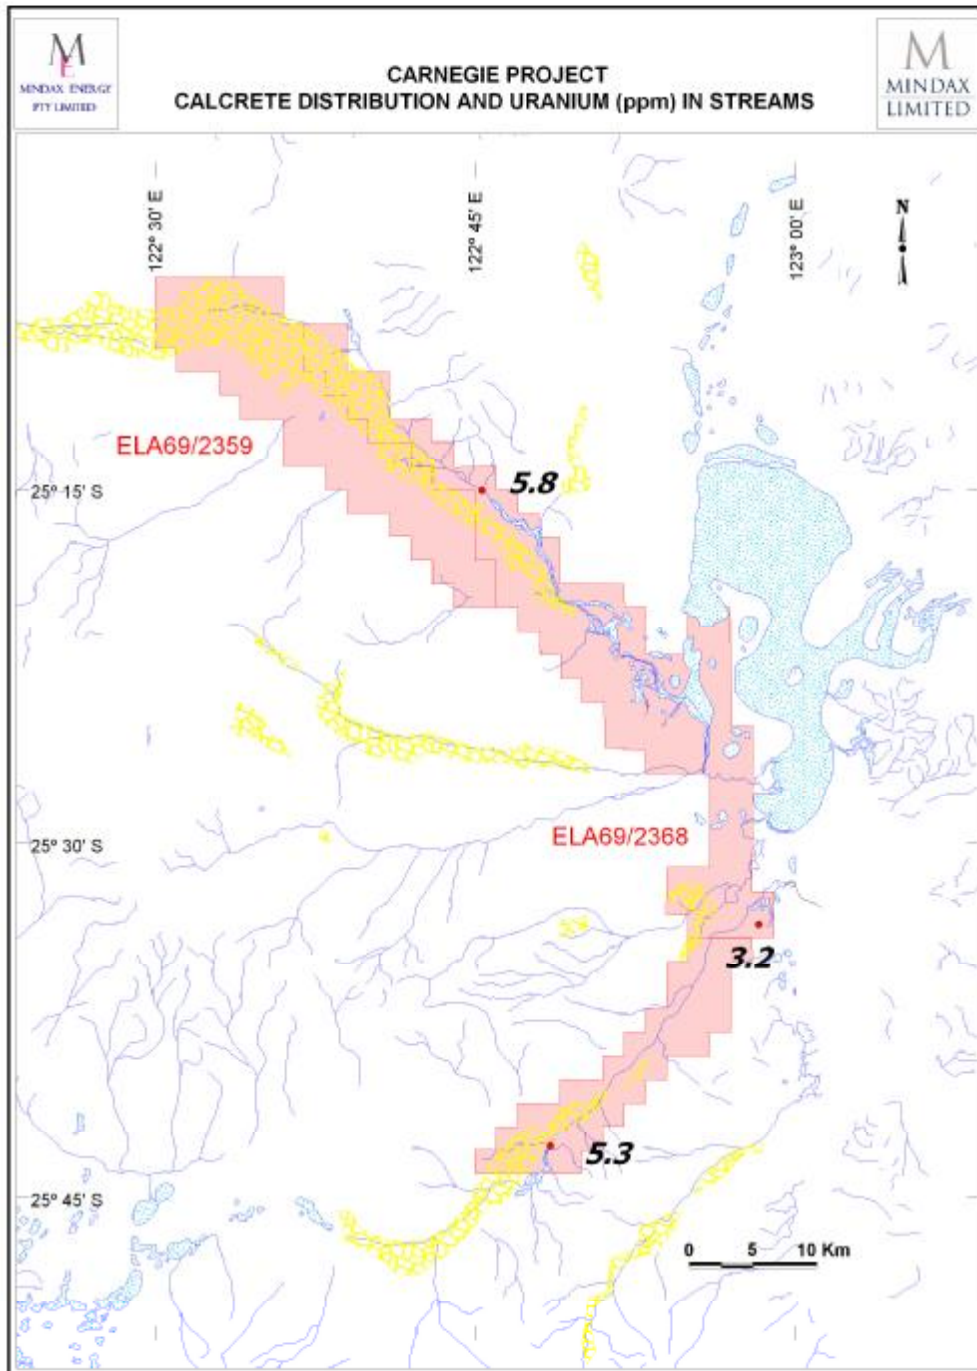 M
E
MINDAX ENERGY
PTY LIMITED
CARNEGIE PROJECT
CALCRETE DISTRIBUTION AND URANIUM (ppm) IN STREAMS
M
MINDAX
LIMITED
122° 30' E
122° 45' E
123° 00' E
N
ELA69/2359
5.8
25° 15' S
ELA69/2368
25° 30' S
3.2
5.3
25° 45' S
0 5 10 Km